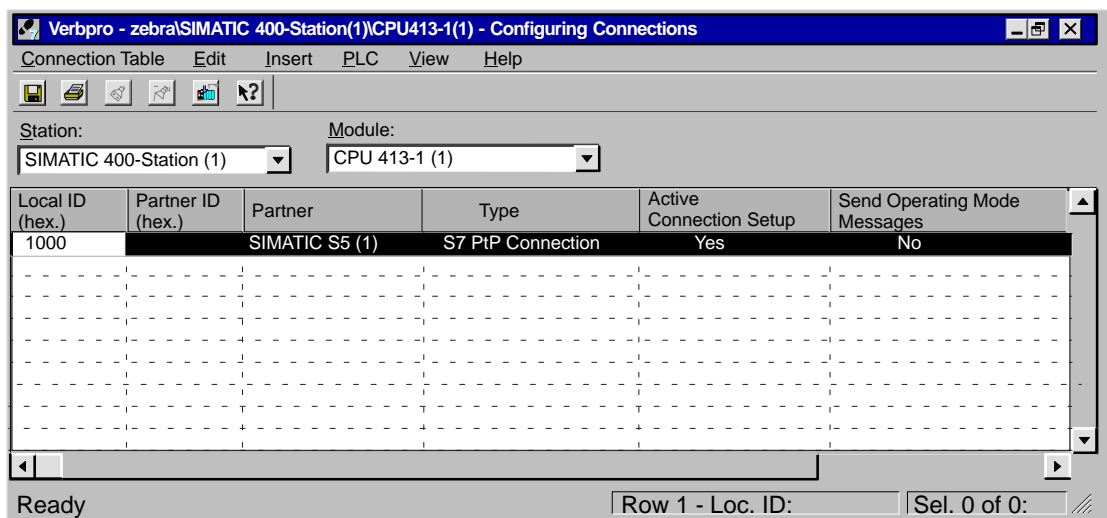 Verbpro - zebra\SIMATIC 400-Station(1)\CPU413-1(1) - Configuring Connections
Connection Table Edit Insert PLC View Help
Station: Module:
SIMATIC 400-Station (1) CPU 413-1 (1)
Local ID (hex.) Partner ID (hex.) Partner Type Active Connection Setup Send Operating Mode Messages
1000 SIMATIC S5 (1) S7 PtP Connection Yes No
Ready Row 1 - Loc. ID: Sel. 0 of 0: